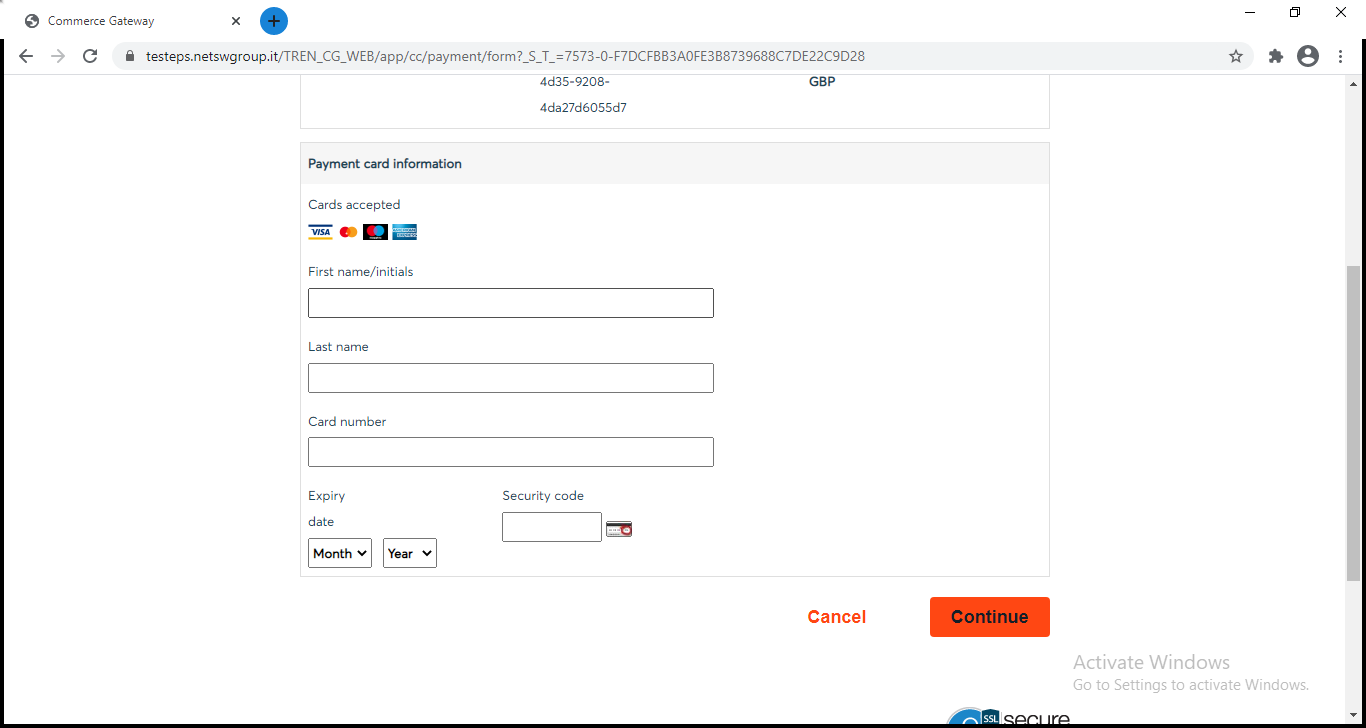 Commerce Gateway
testeps.netswgroup.it/TREN_CG_WEB/app/cc/payment/form?_S_T_=7573-0-F7DCFBB3A0FE3B8739688C7DE22C9D28
4d35-9208- GBP
4da27d6055d7
Payment card information
Cards accepted
VISA AMERICAN EXPRESS
First name/initials
Last name
Card number
Expiry Security code
date
Month Year
Cancel Continue
Activate Windows
Go to Settings to activate Windows.
SSL secure